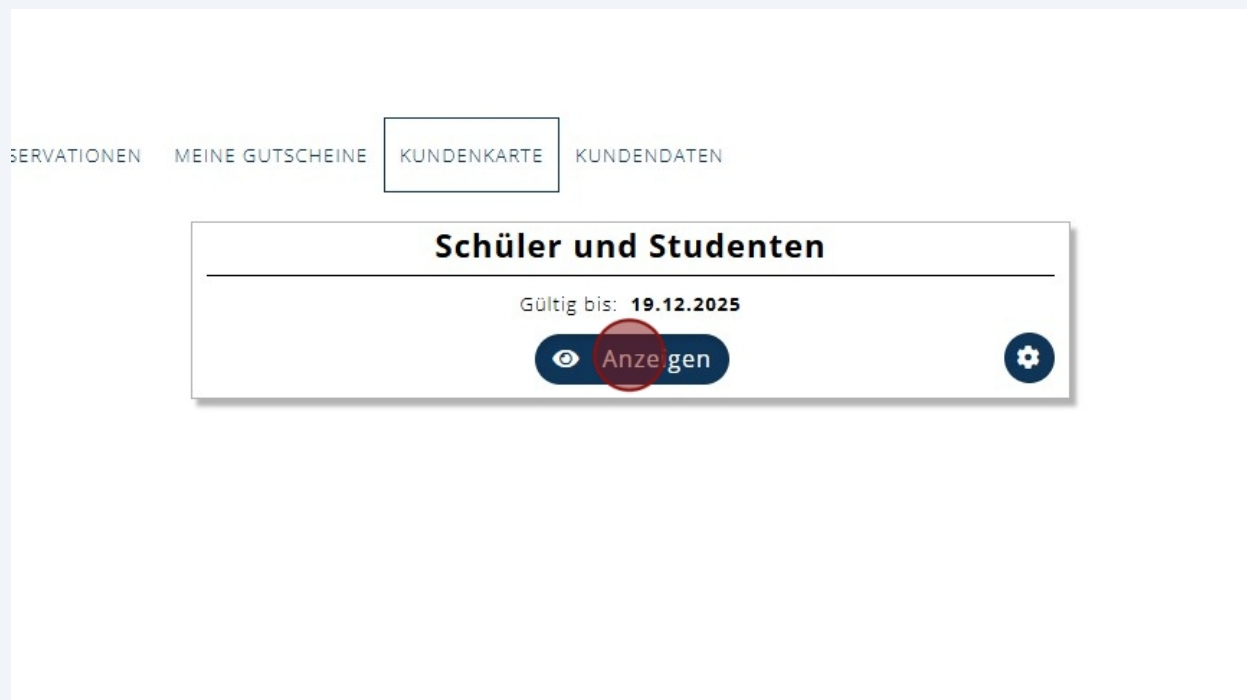 SERVATIONEN MEINE GUTSCHEINE KUNDENKARTE KUNDENDATEN
Schüler und Studenten
Gültig bis: 19.12.2025
Anzeigen